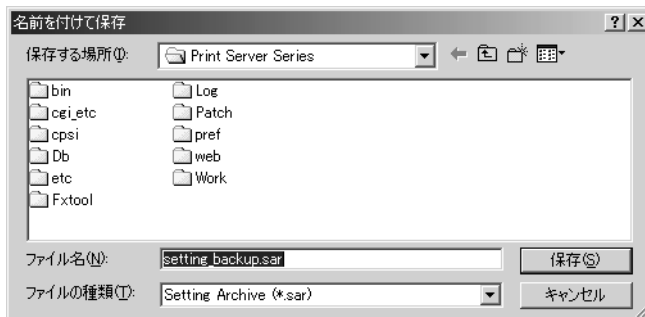 名前を付けて保存
保存する場所(I):
Print Server Series
bin
cgi_etc
cpsi
Db
etc
Fxtool
Log
Patch
pref
web
Work
ファイル名(N):
setting_backup.sar
保存(S)
ファイルの種類(T):
Setting Archive (*.sar)
キャンセル